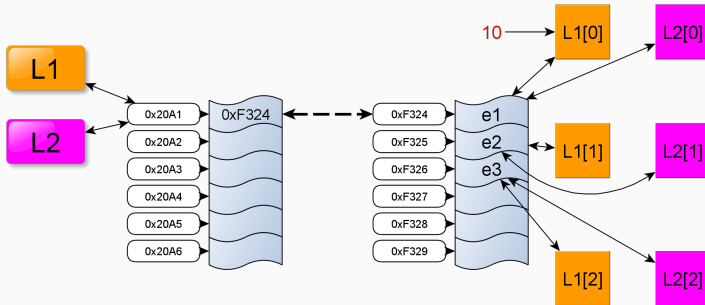 10
L1[0]
L2[0]
L1
L2
0x20A1
0xF324
0x20A2
0x20A3
0x20A4
0x20A5
0x20A6
0xF324
e1
0xF325
e2
0xF326
e3
0xF327
0xF328
0xF329
L1[1]
L2[1]
L1[2]
L2[2]